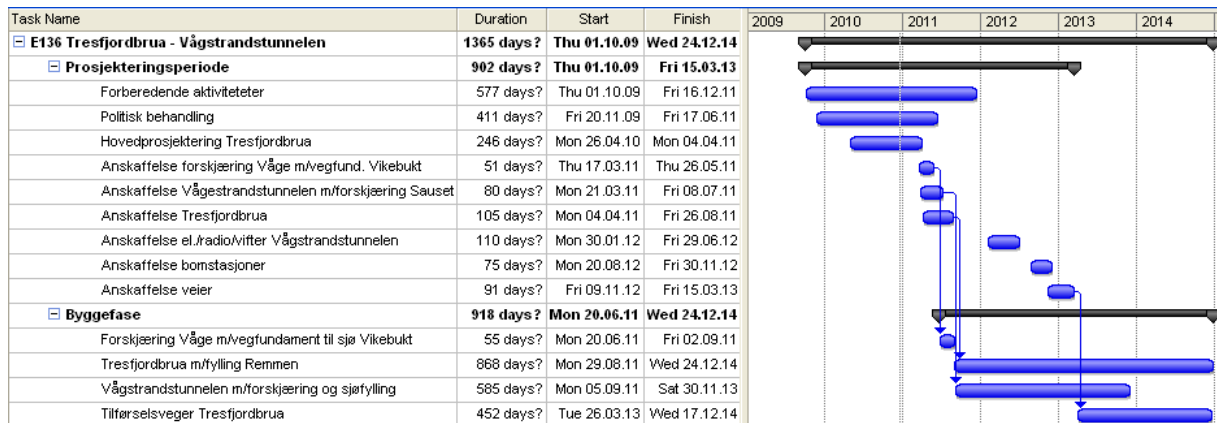 Task Name Duration Start Finish 2009 2010 2011 2012 2013 2014
E136 Tresfjordbrua - Vågstrandstunnelen 1365 days? Thu 01.10.09 Wed 24.12.14
Prosjekteringsperiode 902 days? Thu 01.10.09 Fri 15.03.13
Forberedende aktiviteteter 577 days? Thu 01.10.09 Fri 16.12.11
Politisk behandling 411 days? Fri 20.11.09 Fri 17.06.11
Hovedprosjektering Tresfjordbrua 246 days? Mon 26.04.10 Mon 04.04.11
Anskaffelse forskjæring Våge m/vegfund. Vikebukt 51 days? Thu 17.03.11 Thu 26.05.11
Anskaffelse Vågestrandstunnelen m/forskjæring Sauset 80 days? Mon 21.03.11 Fri 08.07.11
Anskaffelse Tresfjordbrua 105 days? Mon 04.04.11 Fri 26.08.11
Anskaffelse el./radio/vifter Vågstrandstunnelen 110 days? Mon 30.01.12 Fri 29.06.12
Anskaffelse bomstasjoner 75 days? Mon 20.08.12 Fri 30.11.12
Anskaffelse veier 91 days? Fri 09.11.12 Fri 15.03.13
Byggefase 918 days? Mon 20.06.11 Wed 24.12.14
Forskjæring Våge m/vegfundament til sjø Vikebukt 55 days? Mon 20.06.11 Fri 02.09.11
Tresfjordbrua m/fylling Remmen 868 days? Mon 29.08.11 Wed 24.12.14
Vågstrandstunnelen m/forskjæring og sjøfylling 585 days? Mon 05.09.11 Sat 30.11.13
Tilførselsveger Tresfjordbrua 452 days? Tue 26.03.13 Wed 17.12.14